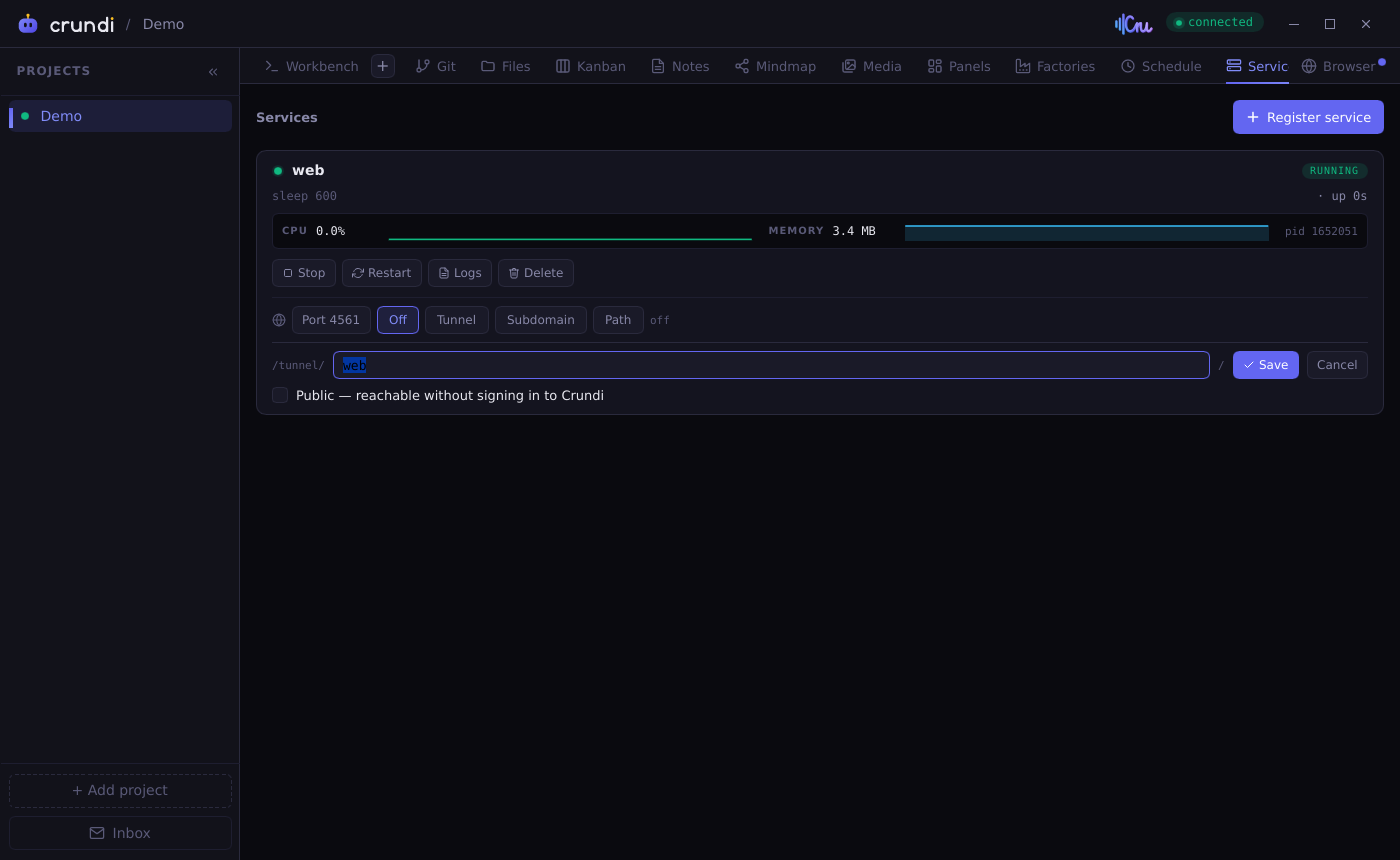 crundi / Demo
Cru
connected
PROJECTS
Demo
+ Add project
Inbox
Workbench
Git
Files
Kanban
Notes
Mindmap
Media
Panels
Factories
Schedule
Servic
Browser
Services
+ Register service
web
RUNNING
sleep 600
· up 0s
CPU 0.0%
MEMORY 3.4 MB
pid 1652051
Stop
Restart
Logs
Delete
Port 4561
Off
Tunnel
Subdomain
Path
off
/tunnel/ web /
Save
Cancel
Public — reachable without signing in to Crundi